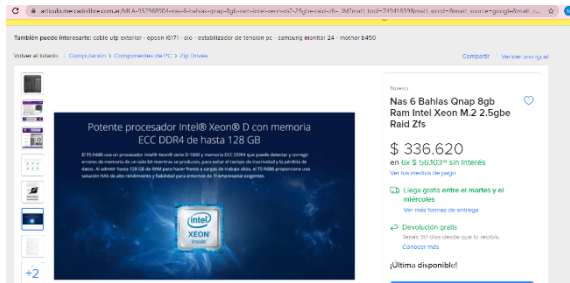 También puede interesarte: cable utp exterior - epson l6171 - aio - estabilizador de tension pc - samsung monitor 24 - mother E450
Volver al listado | Computación > Componentes de PC > Zip Drives
Compartir | Vender uno igual
Potente procesador Intel® Xeon® D con memoria
ECC DDR4 de hasta 128 GB
intel
XEON
inside
+2
Nuevo
Nas 6 Bahias Qnap 8gb
Ram Intel Xeon M.2 2.5gbe
Raid Zfs
$ 336.620
en 6x $ 56.103 sin interés
Ver los medios de pago
Llega gratis entre el martes y el
miércoles
Ver más formas de entrega
Devolución gratis
Tenés 30 días desde que lo recibís.
Conocer más
¡Última disponible!